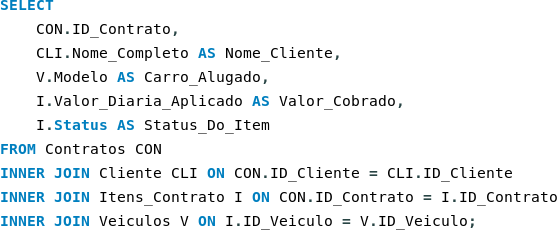 SELECT
CON.ID_Contrato,
CLI.Nome_Completo AS Nome_Cliente,
V.Modelo AS Carro_Alugado,
I.Valor_Diaria_Aplicado AS Valor_Cobrado,
I.Status AS Status_Do_Item
FROM Contratos CON
INNER JOIN Cliente CLI ON CON.ID_Cliente = CLI.ID_Cliente
INNER JOIN Itens_Contrato I ON CON.ID_Contrato = I.ID_Contrato
INNER JOIN Veiculos V ON I.ID_Veiculo = V.ID_Veiculo;